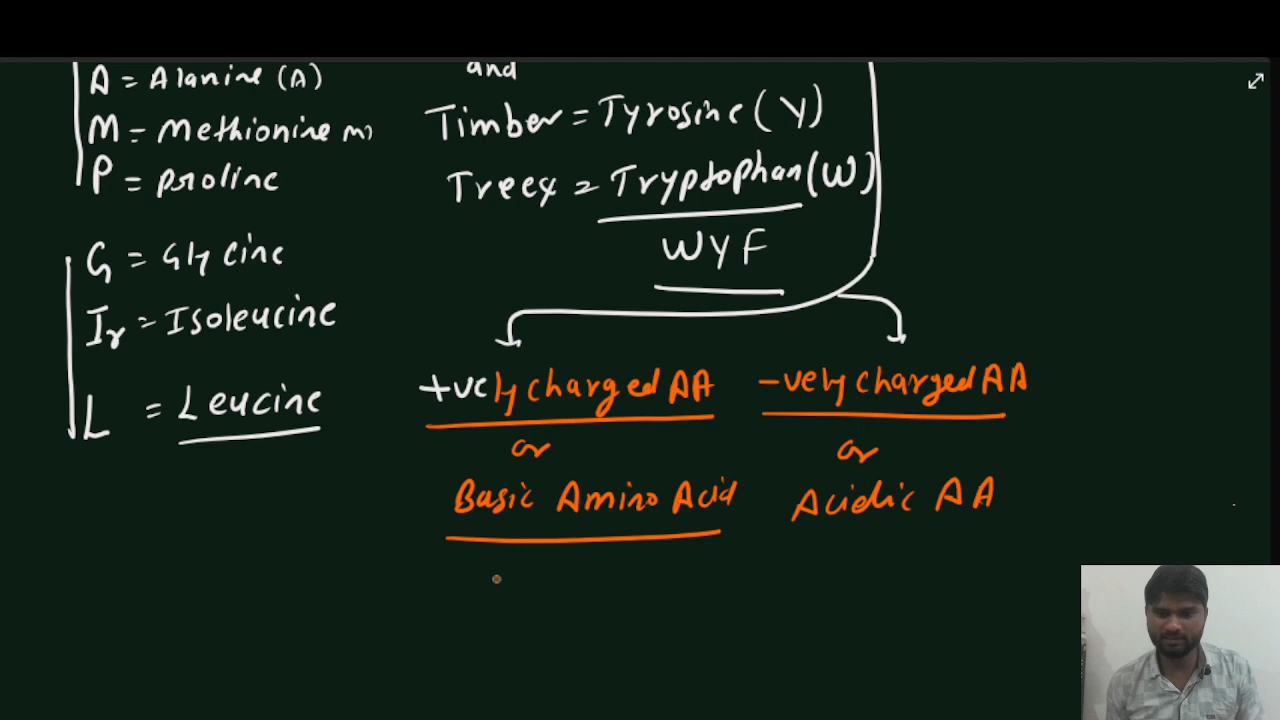 A = Alanine (A)
M = Methionine m)
P = proline
G = Glycine
Ir = Isoleucine
L = Leucine
and
Timber = Tyrosine (Y)
Trees = Tryptophan (W)
WYF
+vely charged AA
or
Basic Amino Acid
-vely charged AA
or
Acidic AA